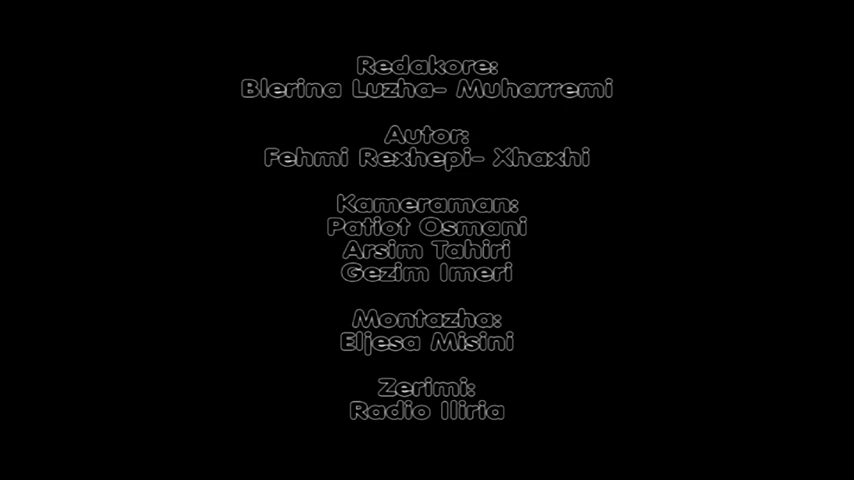 Redakore:
Blerina Luzha- Muharremi
Autor:
Fehmi Rexhepi- Xhaxhi
Kameraman:
Patiot Osmani
Arsim Tahiri
Gezim Imeri
Montazha:
Eljesa Misini
Zerimi:
Radio Iliria